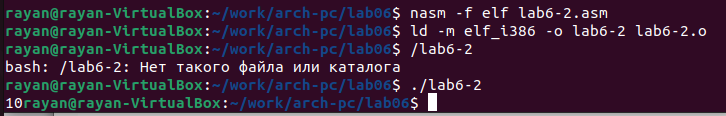 rayan@rayan-VirtualBox:~/work/arch-pc/lab06$ nasm -f elf lab6-2.asm
rayan@rayan-VirtualBox:~/work/arch-pc/lab06$ ld -m elf_i386 -o lab6-2 lab6-2.o
rayan@rayan-VirtualBox:~/work/arch-pc/lab06$ /lab6-2
bash: /lab6-2: Нет такого файла или каталога
rayan@rayan-VirtualBox:~/work/arch-pc/lab06$ ./lab6-2
10rayan@rayan-VirtualBox:~/work/arch-pc/lab06$